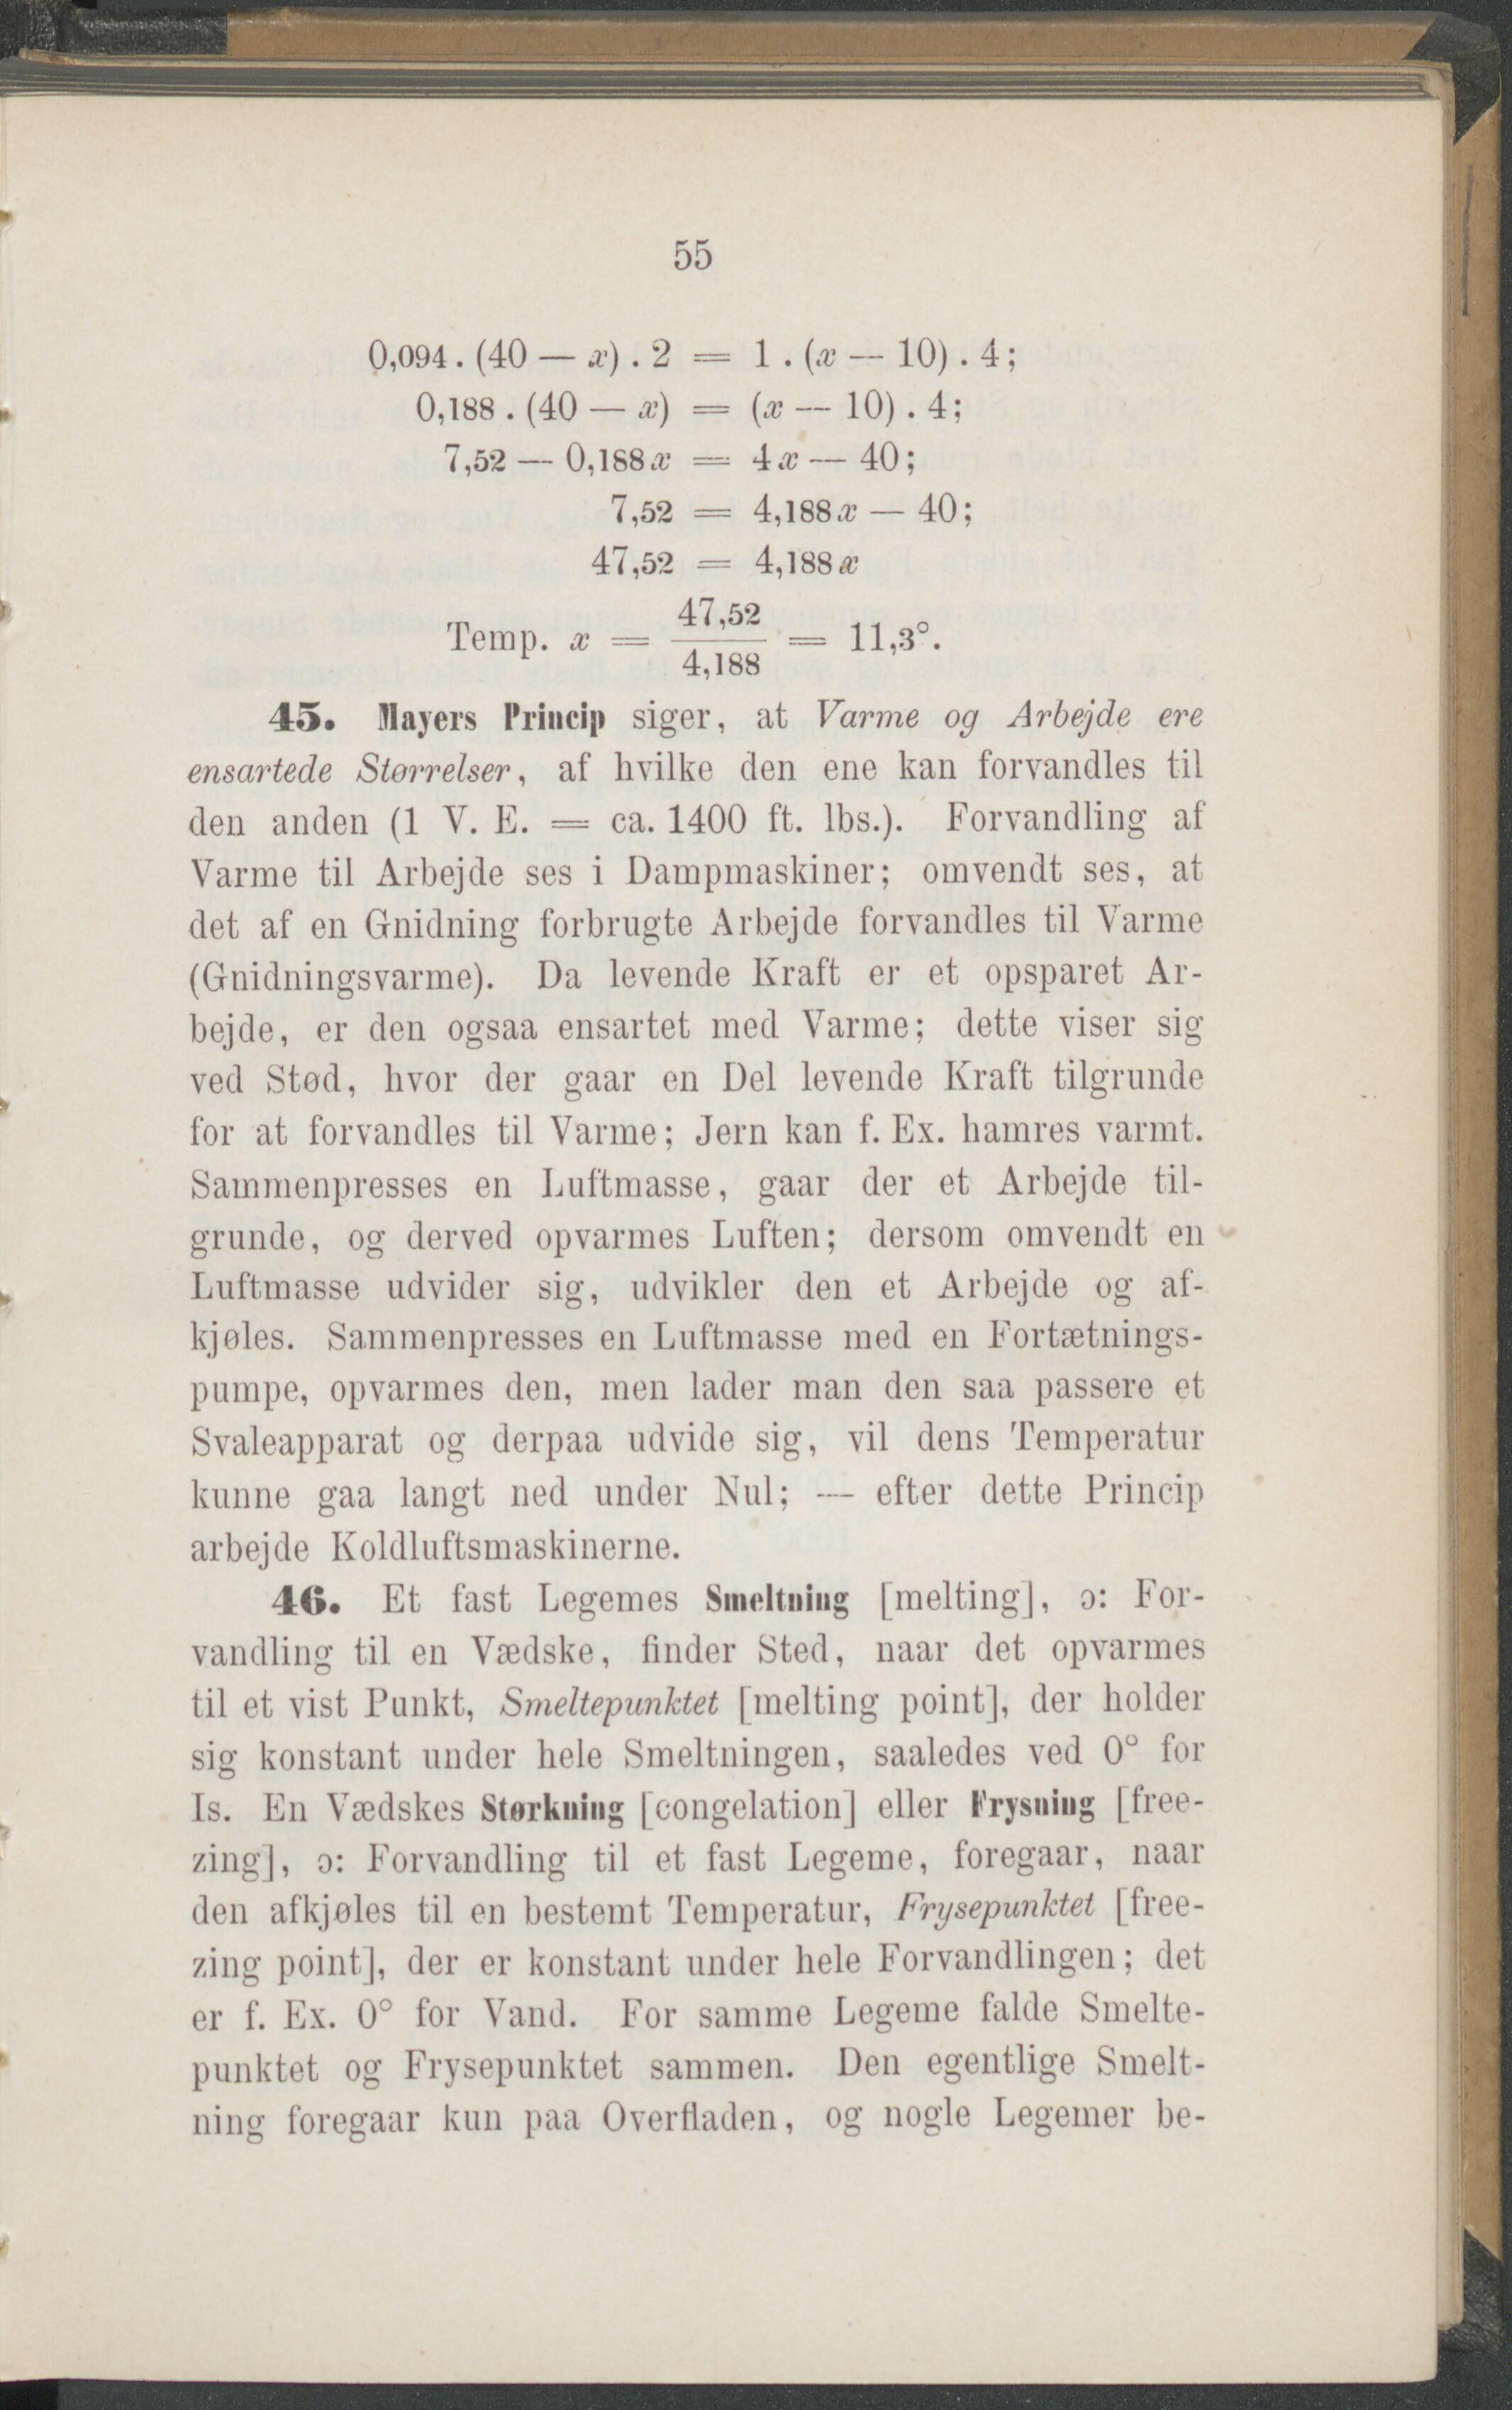 55
0,094 . (40 — x) . 2 = 1 . (x — 10) . 4;
0,188 . (40 — x) = (x — 10) . 4;
7,52 — 0,188 x = 4 x — 40;
7,52 = 4,188 x — 40;
47,52 = 4,188 x
Temp. x = 47,52 / 4,188 = 11,3°.
45. Mayers Princip siger, at Varme og Arbejde ere
ensartede Størrelser, af hvilke den ene kan forvandles til
den anden (1 V. E. = ca. 1400 ft. lbs.). Forvandling af
Varme til Arbejde ses i Dampmaskiner; omvendt ses, at
det af en Gnidning forbrugte Arbejde forvandles til Varme
(Gnidningsvarme). Da levende Kraft er et opsparet Ar-
bejde, er den ogsaa ensartet med Varme; dette viser sig
ved Stød, hvor der gaar en Del levende Kraft tilgrunde
for at forvandles til Varme; Jern kan f. Ex. hamres varmt.
Sammenpresses en Luftmasse, gaar der et Arbejde til-
grunde, og derved opvarmes Luften; dersom omvendt en
Luftmasse udvider sig, udvikler den et Arbejde og af-
kjøles. Sammenpresses en Luftmasse med en Fortætnings-
pumpe, opvarmes den, men lader man den saa passere et
Svaleapparat og derpaa udvide sig, vil dens Temperatur
kunne gaa langt ned under Nul; — efter dette Princip
arbejde Koldluftsmaskinerne.
46. Et fast Legemes Smeltning [melting], ɔ: For-
vandling til en Vædske, finder Sted, naar det opvarmes
til et vist Punkt, Smeltepunktet [melting point], der holder
sig konstant under hele Smeltningen, saaledes ved 0° for
Is. En Vædskes Størkning [congelation] eller Frysning [free-
zing], ɔ: Forvandling til et fast Legeme, foregaar, naar
den afkjøles til en bestemt Temperatur, Frysepunktet [free-
zing point], der er konstant under hele Forvandlingen; det
er f. Ex. 0° for Vand. For samme Legeme falde Smelte-
punktet og Frysepunktet sammen. Den egentlige Smelt-
ning foregaar kun paa Overfladen, og nogle Legemer be-